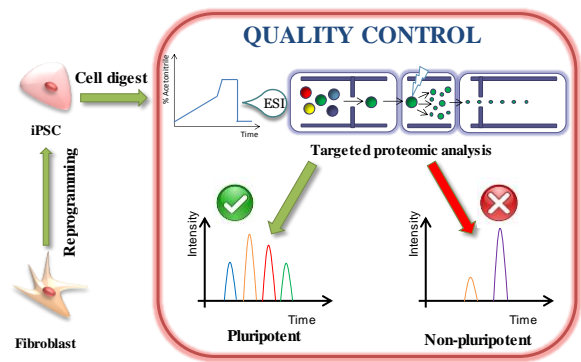 QUALITY CONTROL
Cell digest
% Acetonitrile
Time
ESI
iPSC
Targeted proteomic analysis
Reprogramming
Fibroblast
Intensity
Time
Pluripotent
Intensity
Time
Non-pluripotent